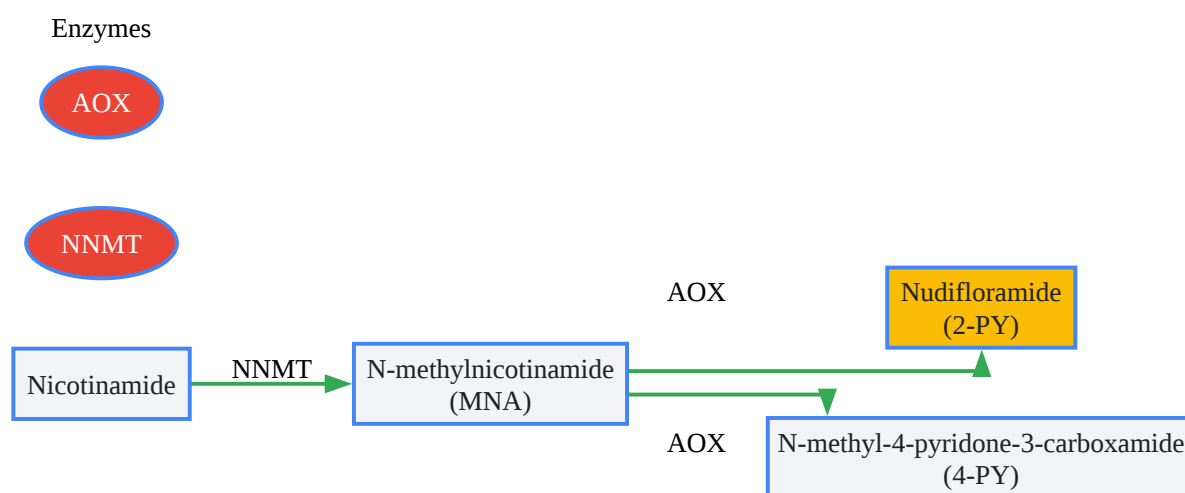 Enzymes
AOX
NNMT
AOX
Nudifloramide
(2-PY)
Nicotinamide
NNMT
N-methylnicotinamide
(MNA)
AOX
N-methyl-4-pyridone-3-carboxamide
(4-PY)